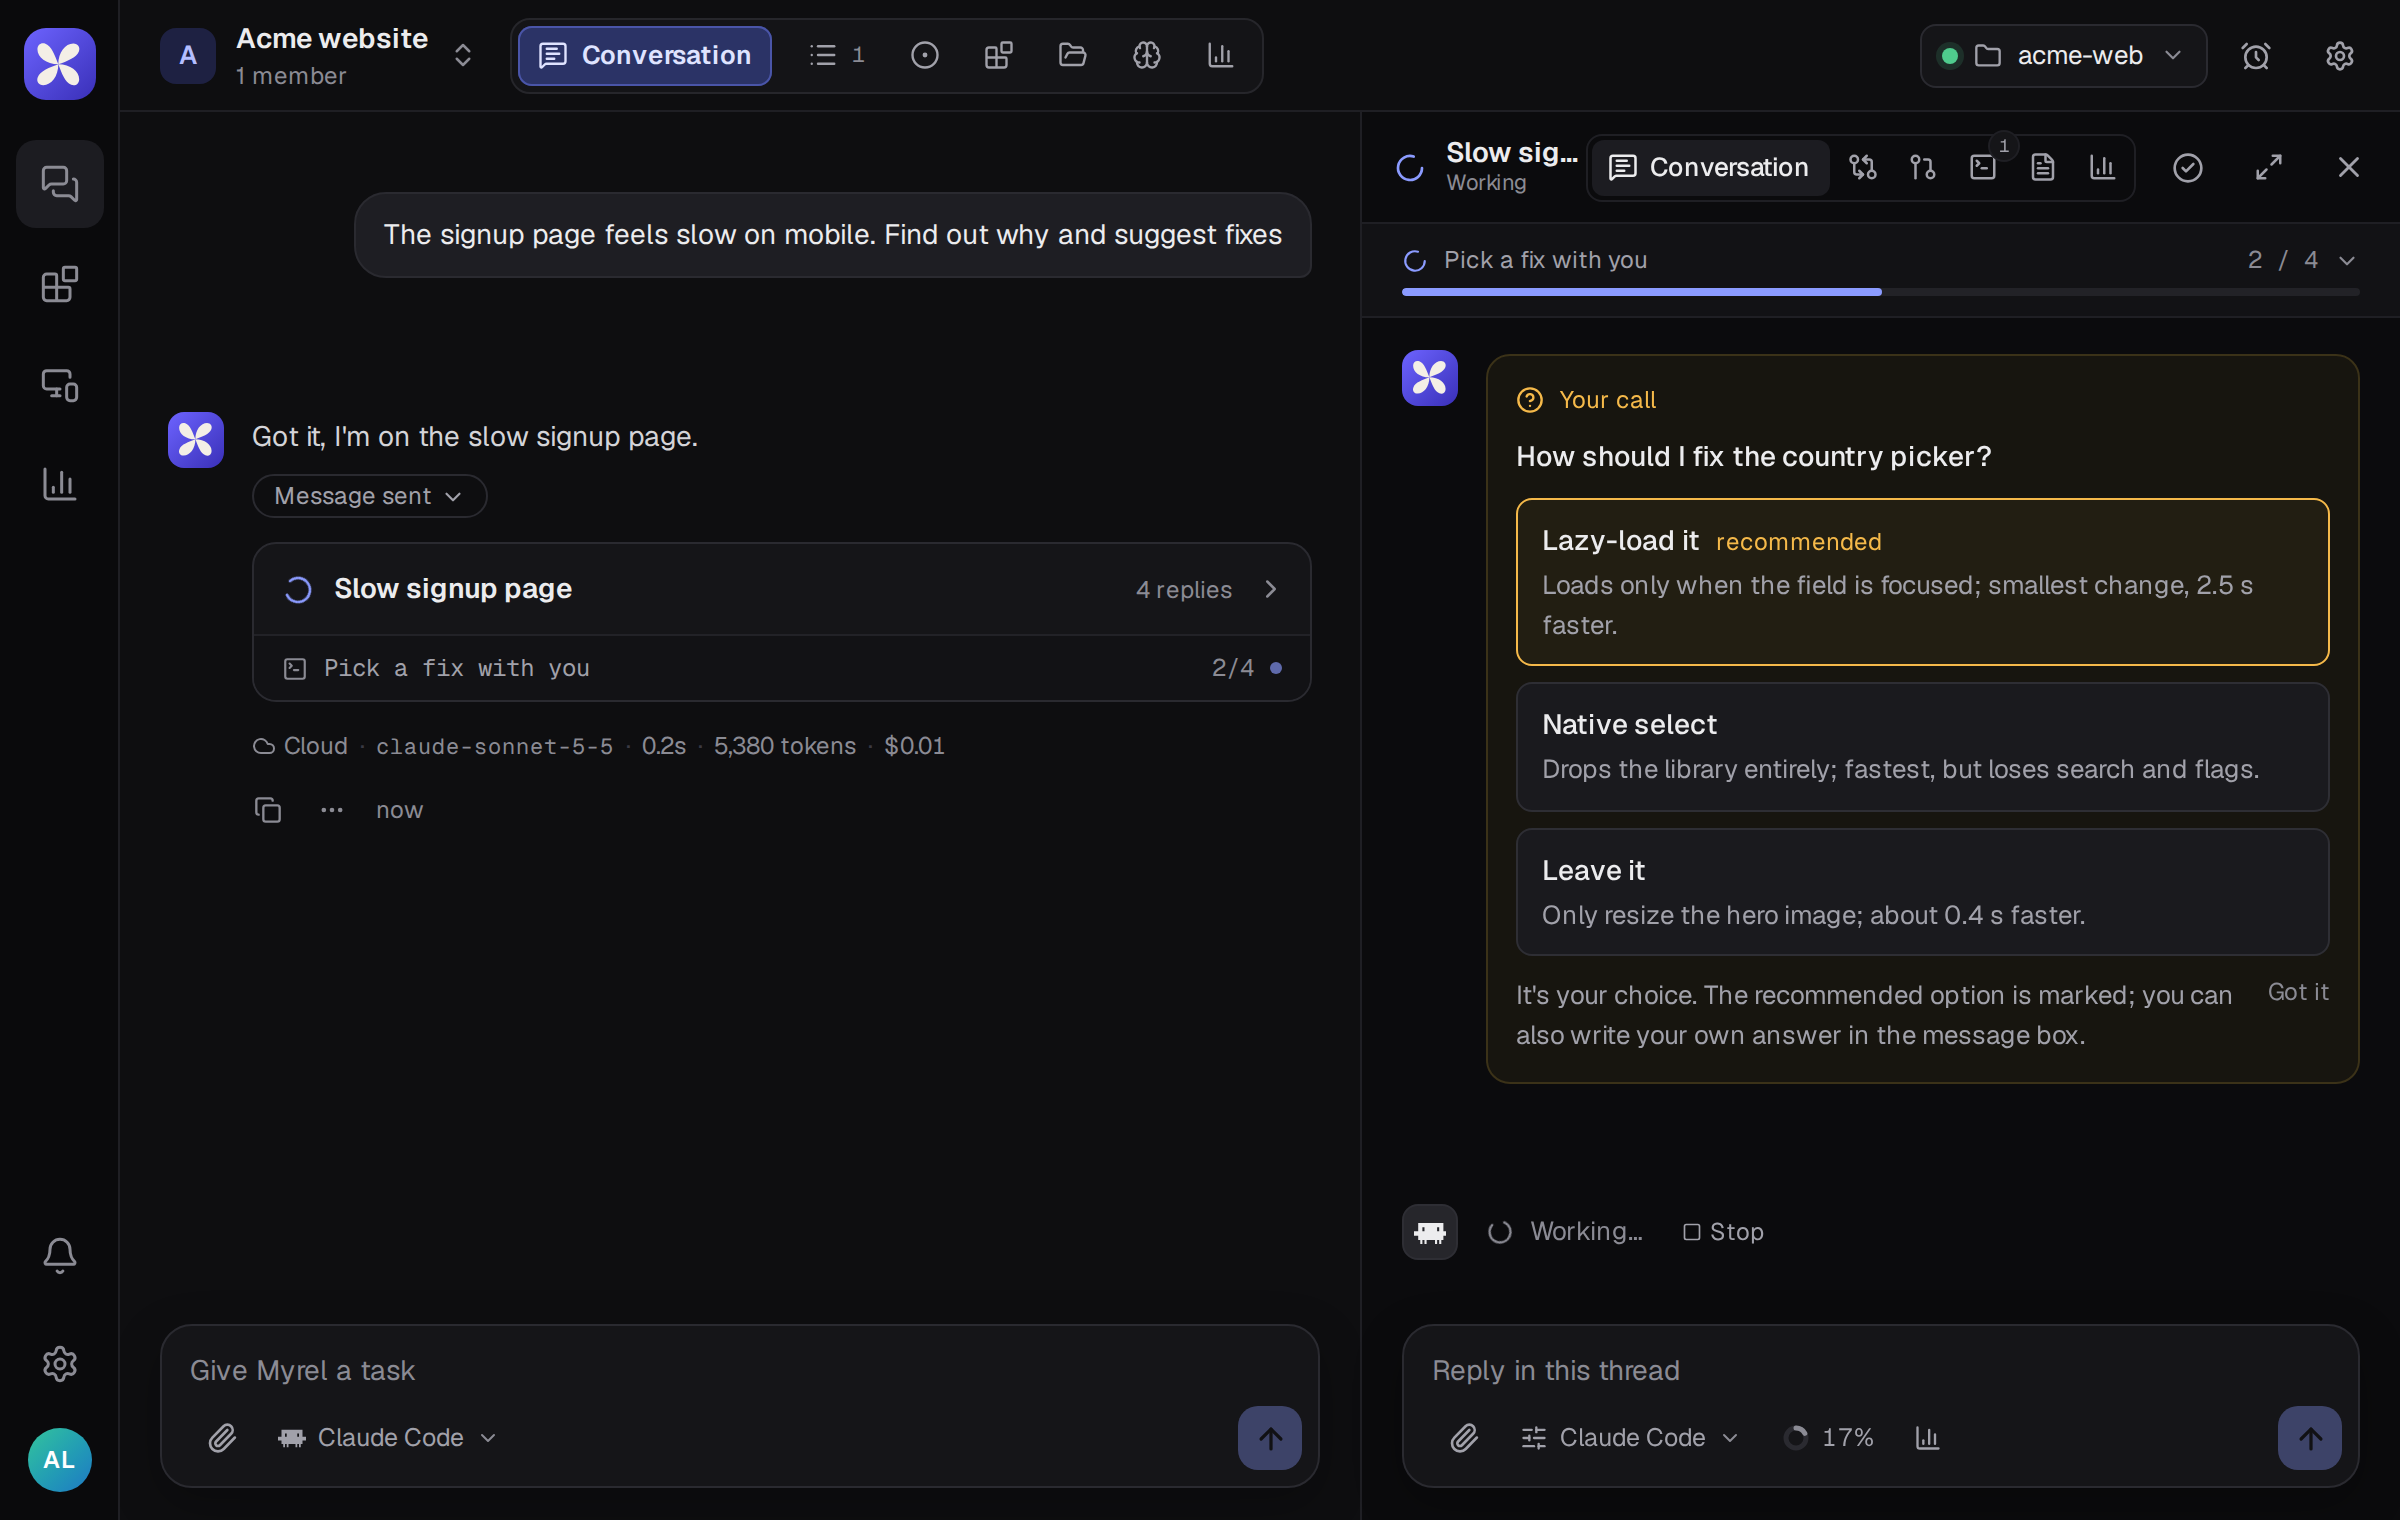 A
Acme website
1 member
Conversation
1
acme-web
The signup page feels slow on mobile. Find out why and suggest fixes
Got it, I'm on the slow signup page.
Message sent
Slow signup page
4 replies
Pick a fix with you
2/4
Cloud · claude-sonnet-5-5 · 0.2s · 5,380 tokens · $0.01
now
Give Myrel a task
Claude Code
AL
Slow sig...
Working
Conversation
1
Pick a fix with you
2 / 4
Your call
How should I fix the country picker?
Lazy-load it recommended
Loads only when the field is focused; smallest change, 2.5 s
faster.
Native select
Drops the library entirely; fastest, but loses search and flags.
Leave it
Only resize the hero image; about 0.4 s faster.
It's your choice. The recommended option is marked; you can
also write your own answer in the message box.
Got it
Working...
Stop
Reply in this thread
Claude Code
17%